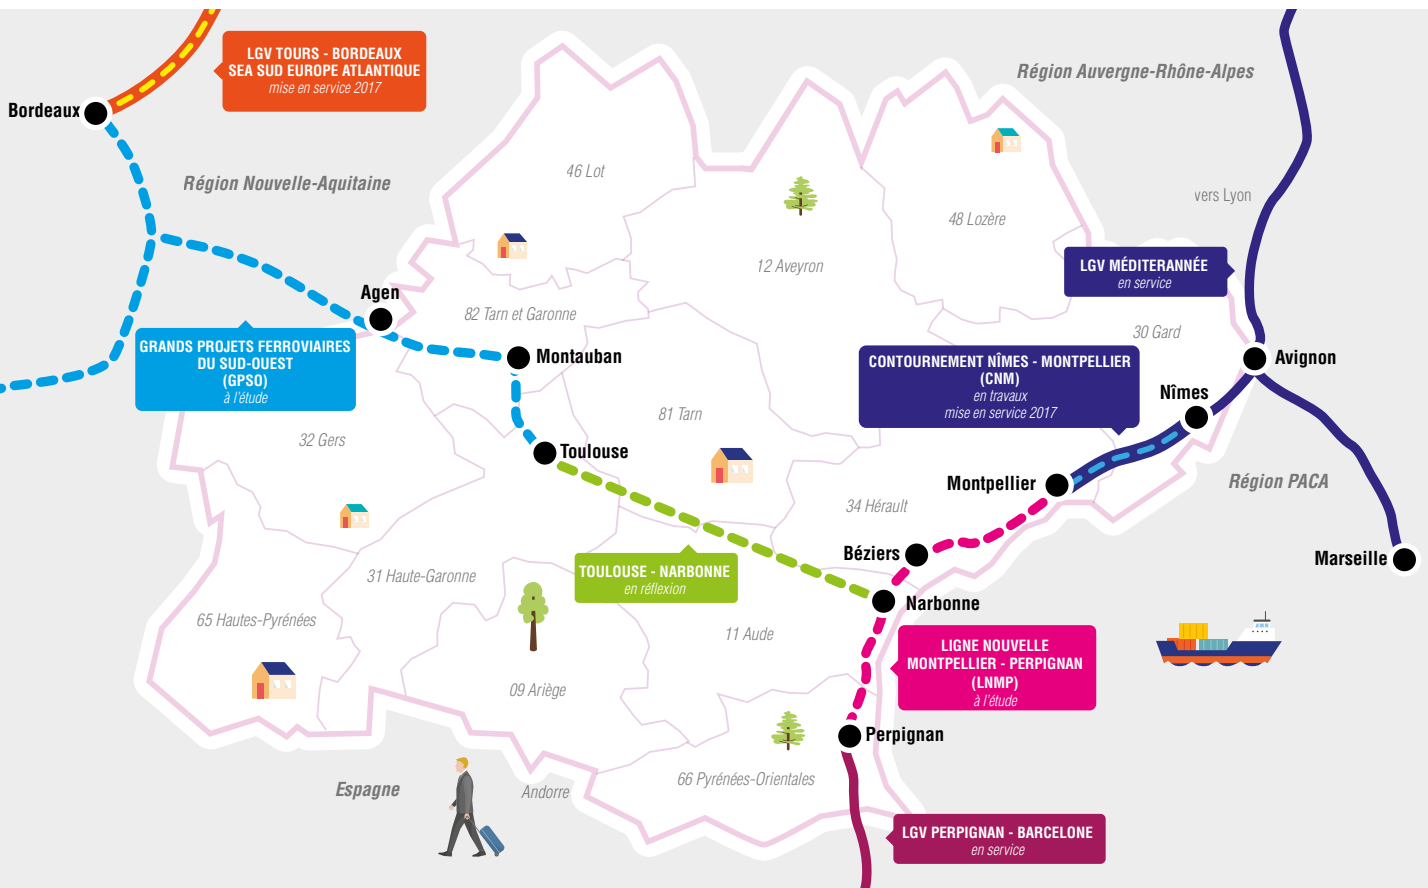 LGV TOURS - BORDEAUX
SEA SUD EUROPE ATLANTIQUE
mise en service 2017
Bordeaux
Région Auvergne-Rhône-Alpes
Région Nouvelle-Aquitaine
46 Lot
vers Lyon
48 Lozère
12 Aveyron
LGV MÉDITERANNÉE
en service
Agen
82 Tarn et Garonne
30 Gard
GRANDS PROJETS FERROVIAIRES
DU SUD-OUEST
(GPSO)
à l'étude
Montauban
CONTOURNEMENT NÎMES - MONTPELLIER
(CNM)
en travaux
mise en service 2017
Avignon
Nîmes
81 Tarn
32 Gers
Toulouse
Montpellier
Région PACA
34 Hérault
Béziers
Marseille
TOULOUSE - NARBONNE
en réflexion
31 Haute-Garonne
Narbonne
65 Hautes-Pyrénées
11 Aude
LIGNE NOUVELLE
MONTPELLIER - PERPIGNAN
(LNMP)
à l'étude
09 Ariège
Perpignan
66 Pyrénées-Orientales
Espagne
Andorre
LGV PERPIGNAN - BARCELONE
en service